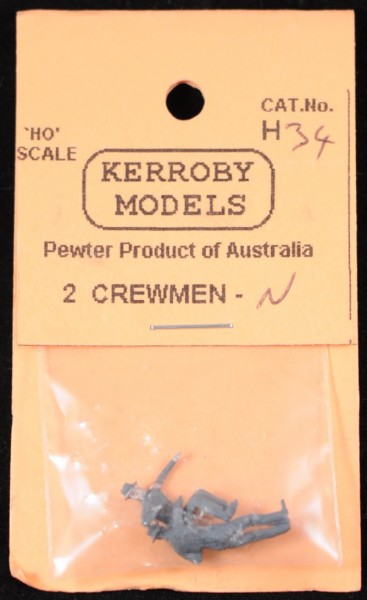 CAT.No.
H34
'HO'
SCALE
KERROBY
MODELS
Pewter Product of Australia
2 CREWMEN - N